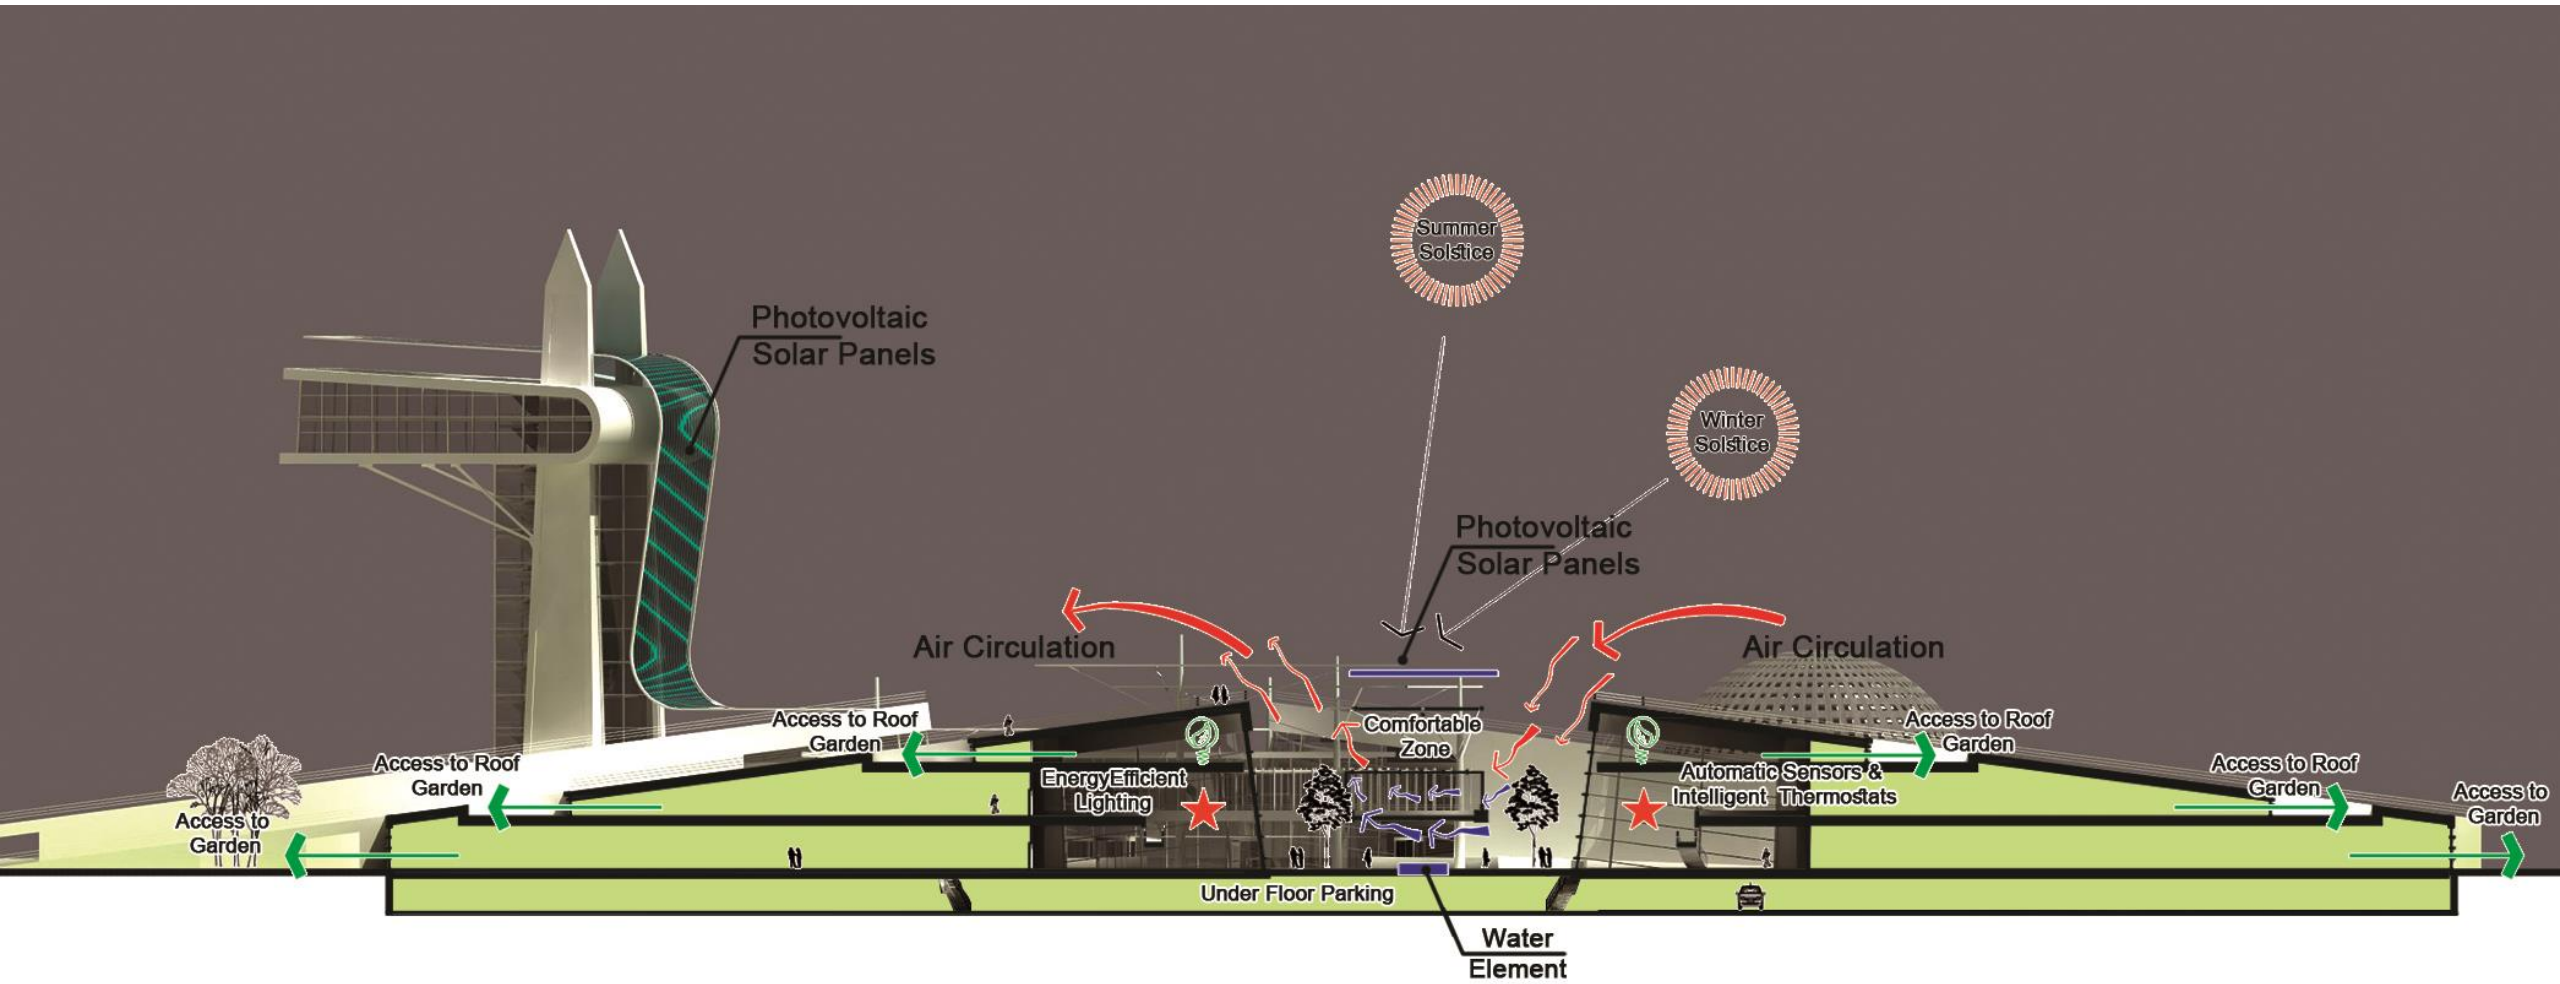 Summer
Solstice
Photovoltaic
Solar Panels
Winter
Solstice
Photovoltaic
Solar Panels
Air Circulation
Air Circulation
Access to Roof
Garden
Comfortable
Zone
Access to Roof
Garden
Access to Roof
Garden
EnergyEfficient
Lighting
Automatic Sensors &
Intelligent Thermostats
Access to Roof
Garden
Access to
Garden
Access to
Garden
Under Floor Parking
Water
Element